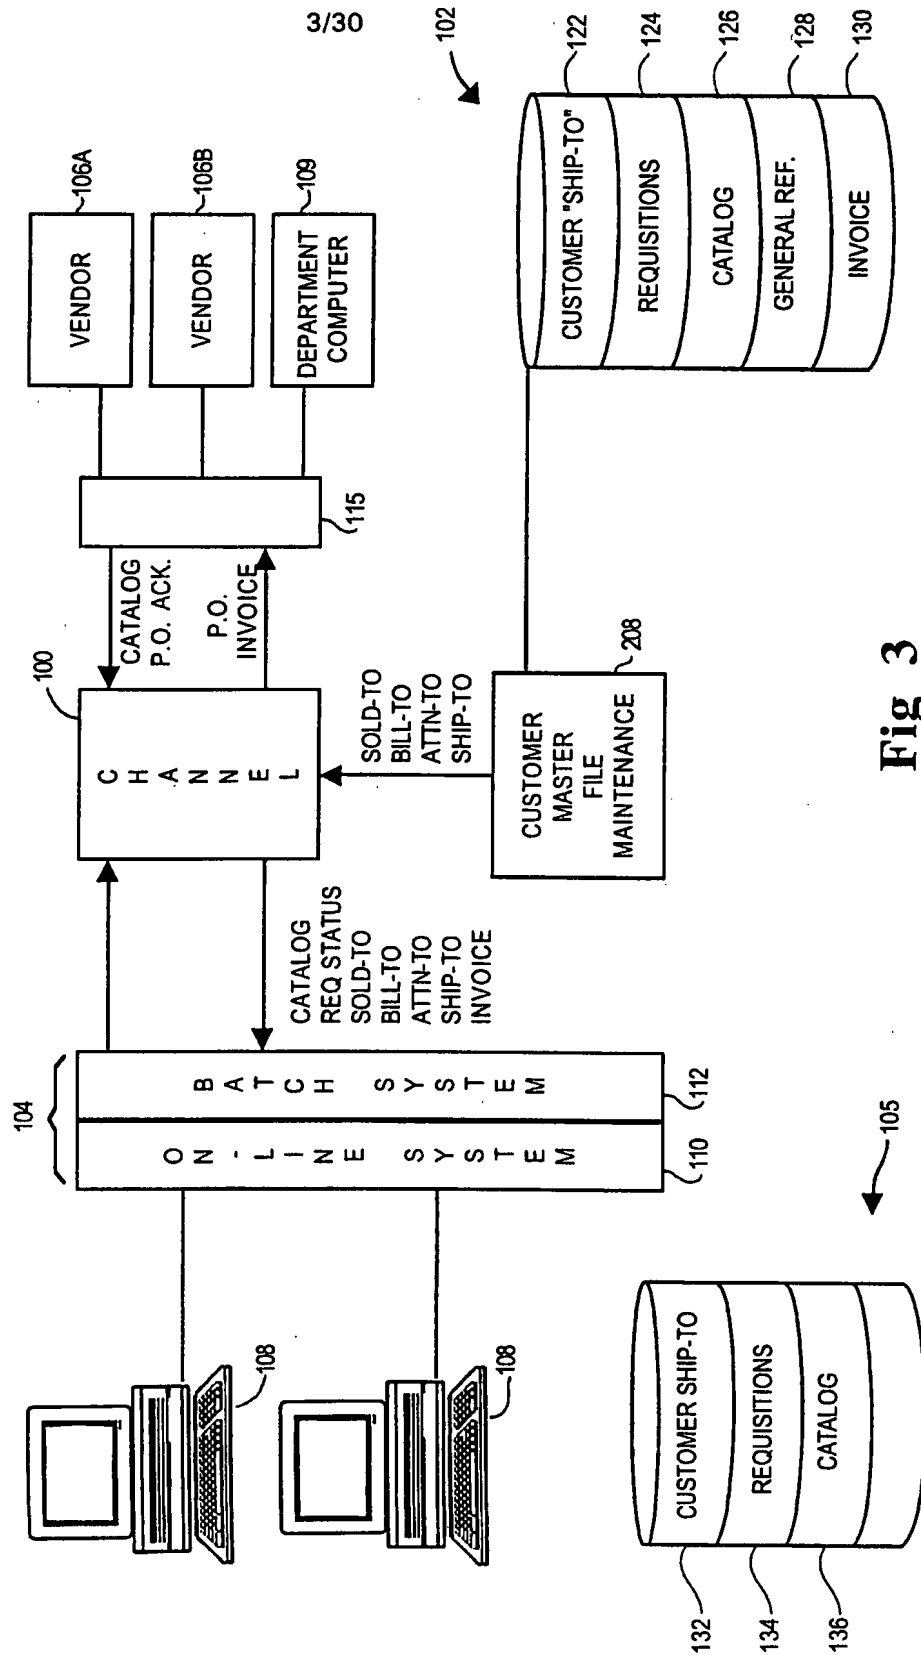 3/30
102
VENDOR
106A
VENDOR
106B
DEPARTMENT
COMPUTER
109
115
CATALOG
P.O. ACK.
P.O.
INVOICE
100
CHANNEL
SOLD-TO
BILL-TO
ATTN-TO
SHIP-TO
CUSTOMER
MASTER
FILE
MAINTENANCE
208
CUSTOMER "SHIP-TO"
122
REQUISITIONS
124
CATALOG
126
GENERAL REF.
128
INVOICE
130
CATALOG
REQ STATUS
SOLD-TO
BILL-TO
ATTN-TO
SHIP-TO
INVOICE
104
BATCH SYSTEM
112
ON-LINE SYSTEM
110
108
108
105
CUSTOMER SHIP-TO
132
REQUISITIONS
134
CATALOG
136
Fig 3